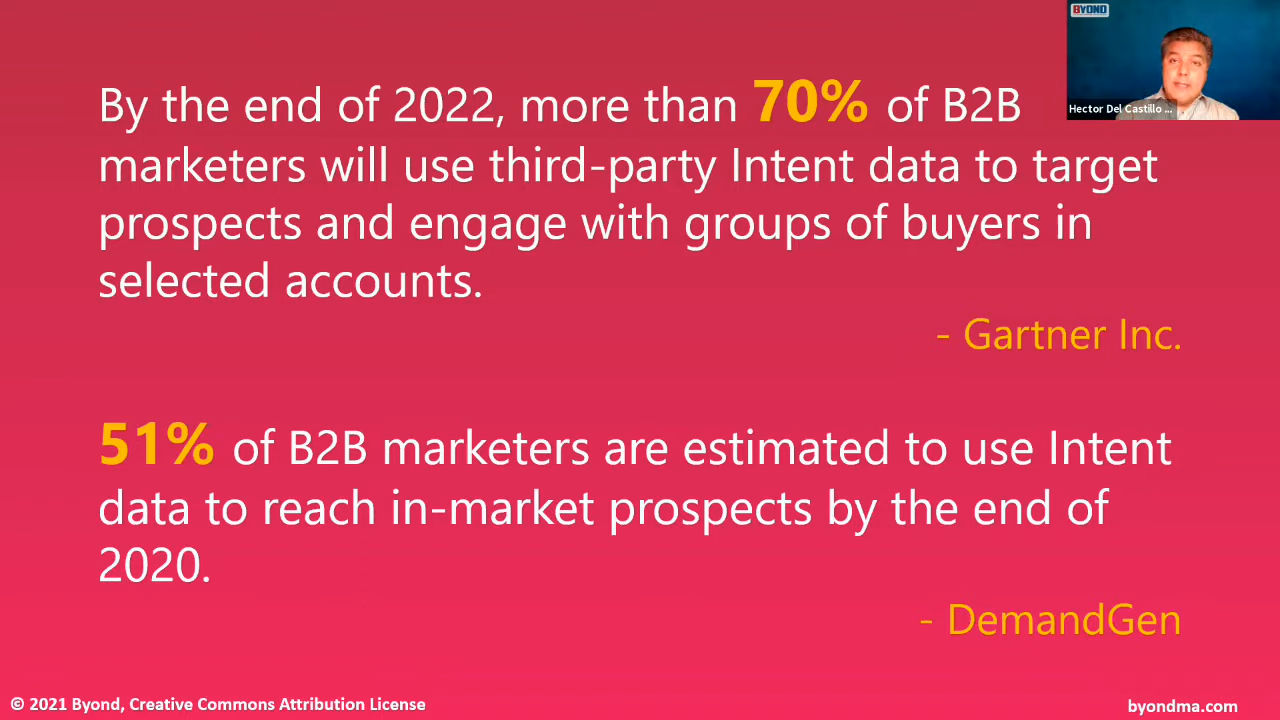 BYOND
Hector Del Castillo ...
By the end of 2022, more than 70% of B2B
marketers will use third-party Intent data to target
prospects and engage with groups of buyers in
selected accounts.
- Gartner Inc.
51% of B2B marketers are estimated to use Intent
data to reach in-market prospects by the end of
2020.
- DemandGen
© 2021 Byond, Creative Commons Attribution License
byondma.com